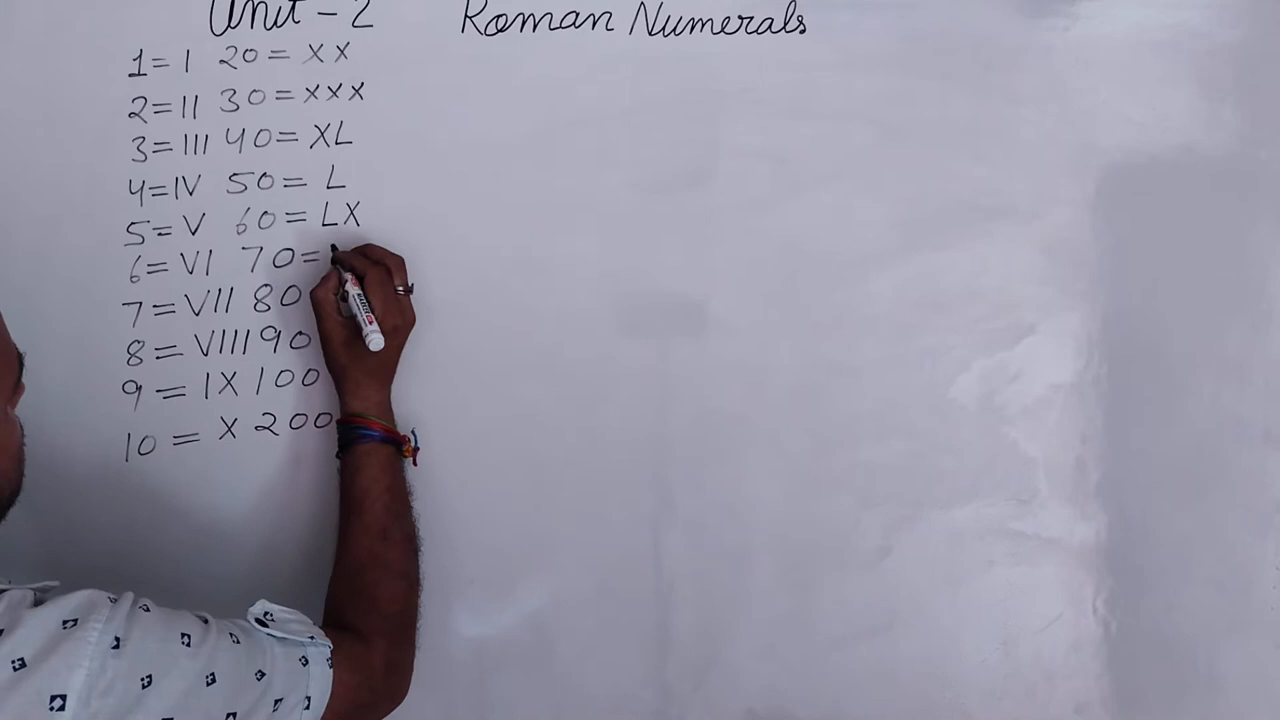 Unit - 2 Roman Numerals
1 = I 20 = XX
2 = II 30 = XXX
3 = III 40 = XL
4 = IV 50 = L
5 = V 60 = LX
6 = VI 70 =
7 = VII 80
8 = VIII 90
9 = IX 100
10 = X 200